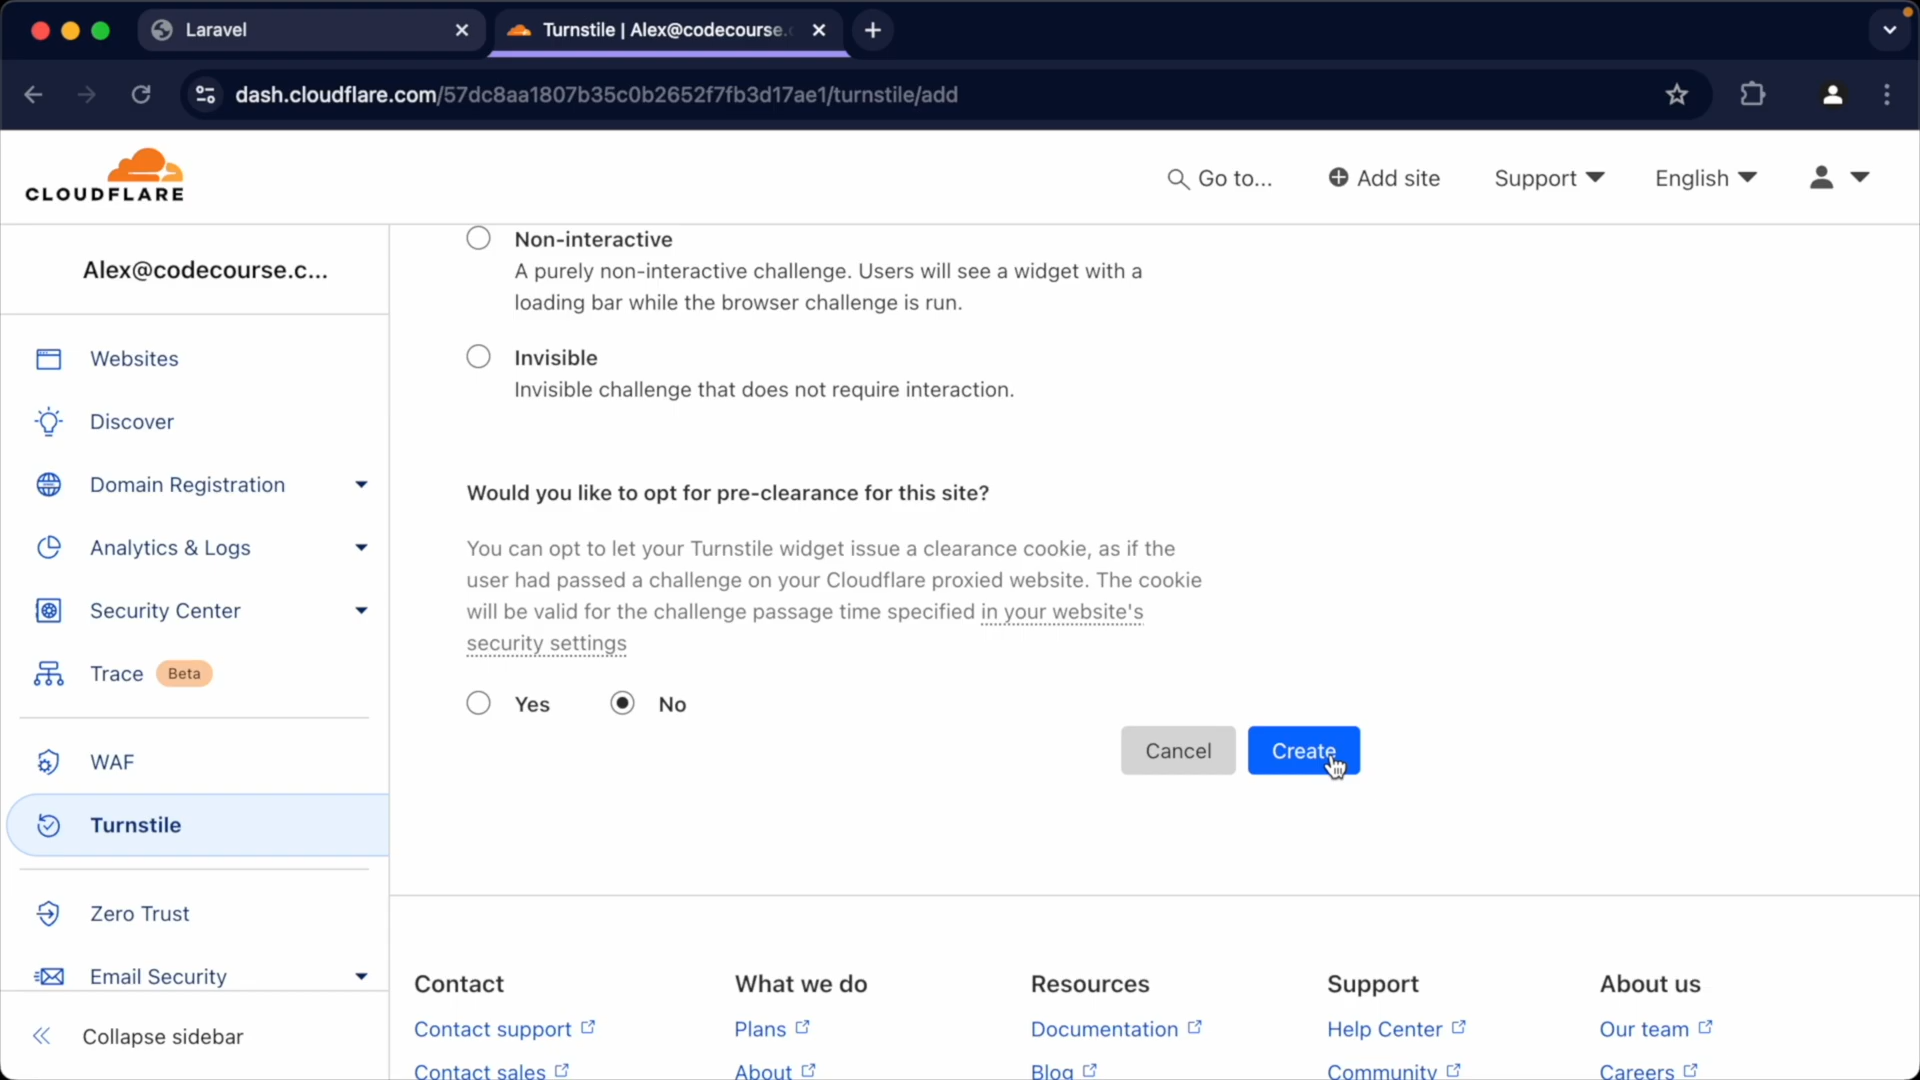 Laravel
Turnstile | Alex@codecourse.
dash.cloudflare.com/57dc8aa1807b35c0b2652f7fb3d17ae1/turnstile/add
CLOUDFLARE
Go to...
Add site
Support
English
Alex@codecourse.c...
Websites
Discover
Domain Registration
Analytics & Logs
Security Center
Trace Beta
WAF
Turnstile
Zero Trust
Email Security
Collapse sidebar
Non-interactive
A purely non-interactive challenge. Users will see a widget with a
loading bar while the browser challenge is run.
Invisible
Invisible challenge that does not require interaction.
Would you like to opt for pre-clearance for this site?
You can opt to let your Turnstile widget issue a clearance cookie, as if the
user had passed a challenge on your Cloudflare proxied website. The cookie
will be valid for the challenge passage time specified in your website's
security settings
Yes No
Cancel Create
Contact
Contact support
Contact sales
What we do
Plans
About
Resources
Documentation
Blog
Support
Help Center
Community
About us
Our team
Careers